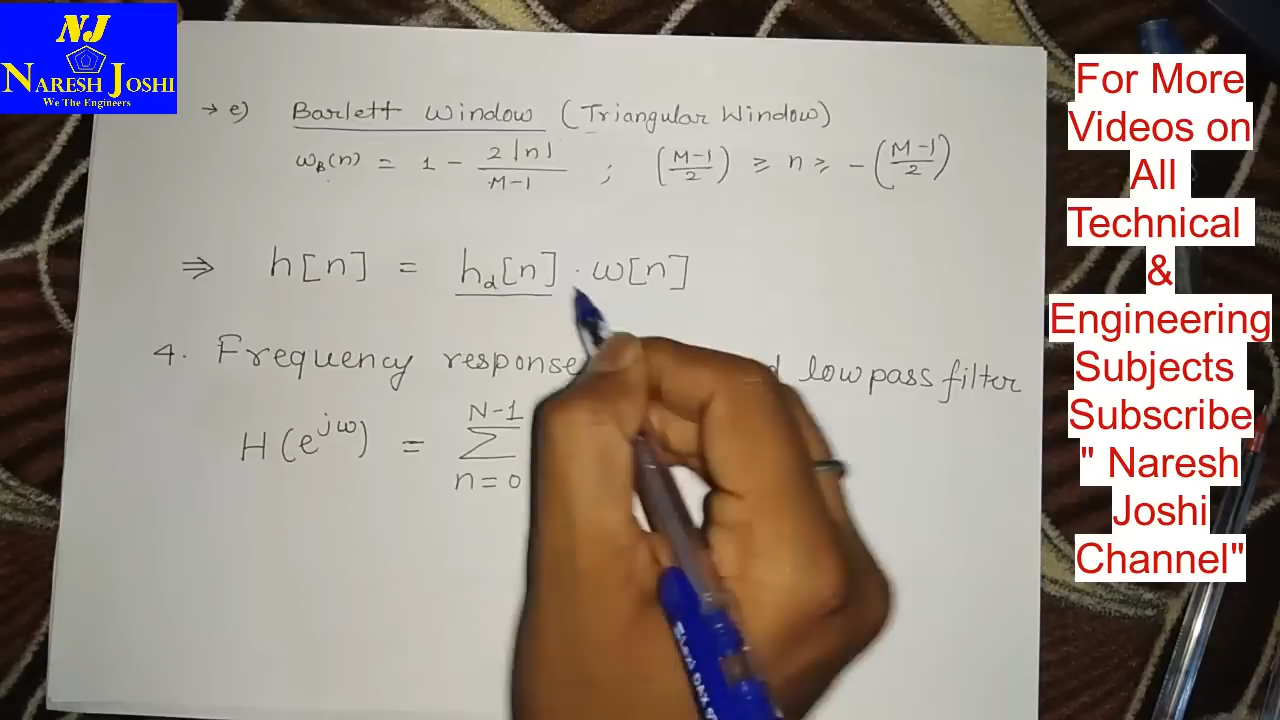 NJ
NARESH JOSHI
We The Engineers
→ e) Barlett Window (Triangular Window)
ω_B(n) = 1 - 2|n| / M-1 ; (M-1 / 2) ≥ n ≥ -(M-1 / 2)
⇒ h[n] = h_d[n] · ω[n]
4. Frequency response d low pass filter
H(e^jω) = Σ N-1 n=0
For More
Videos on
All
Technical
&
Engineering
Subjects
Subscribe
" Naresh
Joshi
Channel"